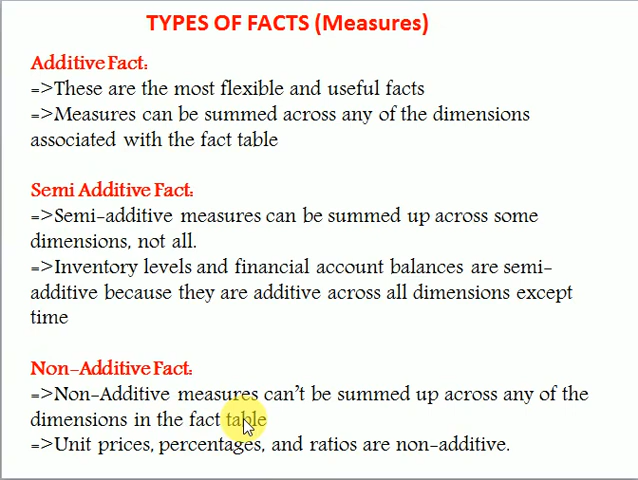 TYPES OF FACTS (Measures)
Additive Fact:
=>These are the most flexible and useful facts
=>Measures can be summed across any of the dimensions
associated with the fact table
Semi Additive Fact:
=>Semi-additive measures can be summed up across some
dimensions, not all.
=>Inventory levels and financial account balances are semi-
additive because they are additive across all dimensions except
time
Non-Additive Fact:
=>Non-Additive measures can't be summed up across any of the
dimensions in the fact table
=>Unit prices, percentages, and ratios are non-additive.